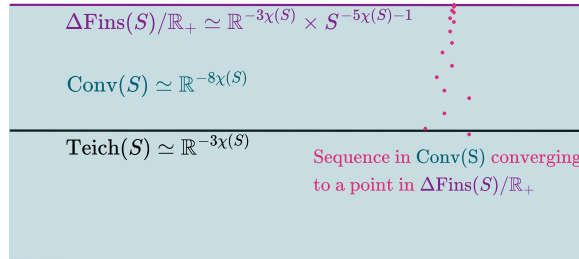 ΔFins(S)/ℝ₊ ≃ ℝ^{-3χ(S)} × S^{-5χ(S)-1}
Conv(S) ≃ ℝ^{-8χ(S)}
Teich(S) ≃ ℝ^{-3χ(S)}
Sequence in Conv(S) converging
to a point in ΔFins(S)/ℝ₊